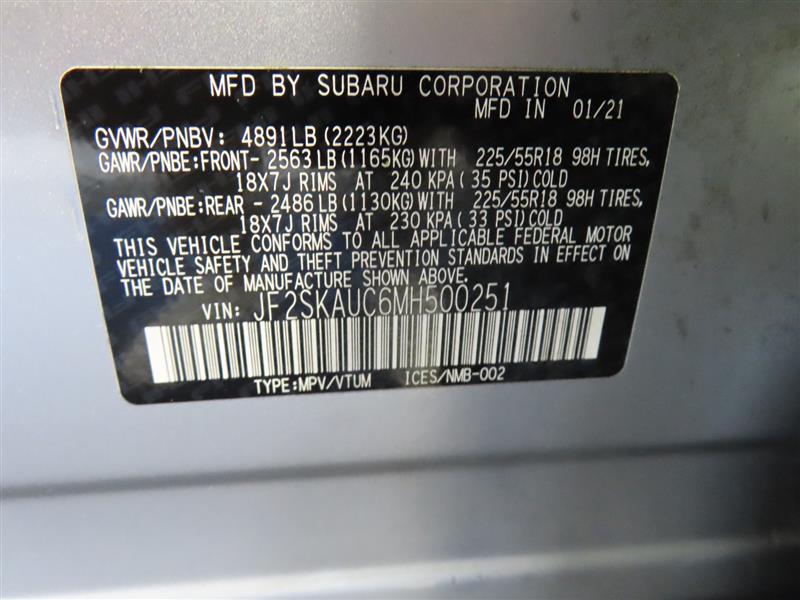 MFD BY SUBARU CORPORATION
MFD IN 01/21
GVWR/PNBV: 4891LB(2223KG)
GAWR/PNBE:FRONT- 2563LB(1165KG)WITH 225/55R18 98H TIRES,
18X7J RIMS AT 240 KPA( 35 PSI)COLD
GAWR/PNBE:REAR - 2486LB(1130KG)WITH 225/55R18 98H TIRES,
18X7J RIMS AT 230 KPA( 33 PSI)COLD
THIS VEHICLE CONFORMS TO ALL APPLICABLE FEDERAL MOTOR
VEHICLE SAFETY AND THEFT PREVENTION STANDARDS IN EFFECT ON
THE DATE OF MANUFACTURE SHOWN ABOVE.
VIN: JF2SKAUC6MH500251
TYPE:MPV/VTUM ICES/NMB-002